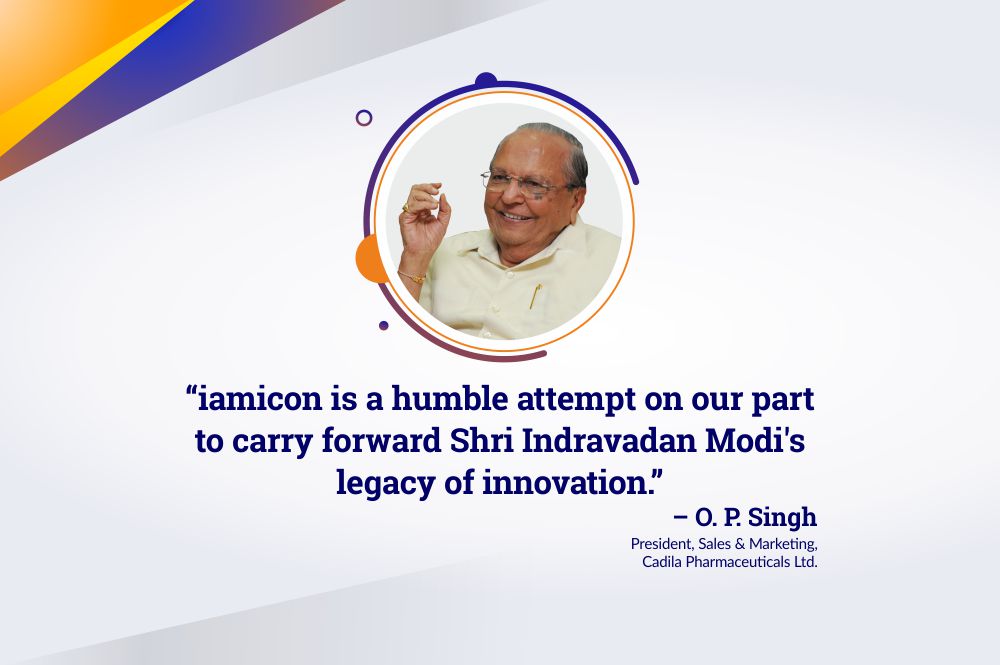 “iamicon is a humble attempt on our part
to carry forward Shri Indravadan Modi's
legacy of innovation.”
– O. P. Singh
President, Sales & Marketing,
Cadila Pharmaceuticals Ltd.